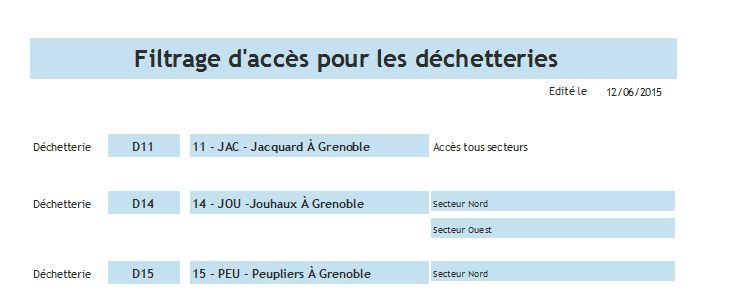 Filtrage d'accès pour les déchetteries
Edité le 12/06/2015
Déchetterie D11 11 - JAC - Jacquard À Grenoble Accès tous secteurs
Déchetterie D14 14 - JOU -Jouhaux À Grenoble Secteur Nord
Secteur Ouest
Déchetterie D15 15 - PEU - Peupliers À Grenoble Secteur Nord